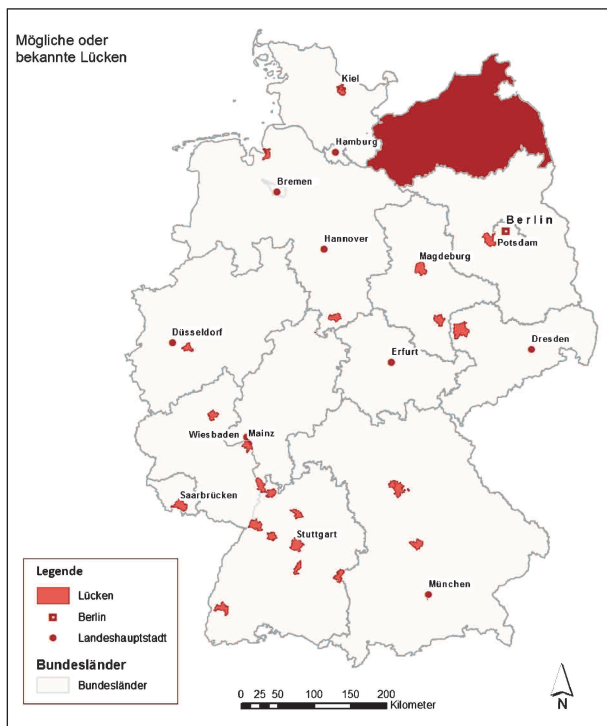 Mögliche oder
bekannte Lücken
Kiel
Hamburg
Bremen
Berlin
Potsdam
Hannover
Magdeburg
Düsseldorf
Erfurt
Dresden
Wiesbaden
Mainz
Saarbrücken
Stuttgart
München
Legende
Lücken
Berlin
Landeshauptstadt
Bundesländer
Bundesländer
0 25 50 100 150 200
Kilometer
N